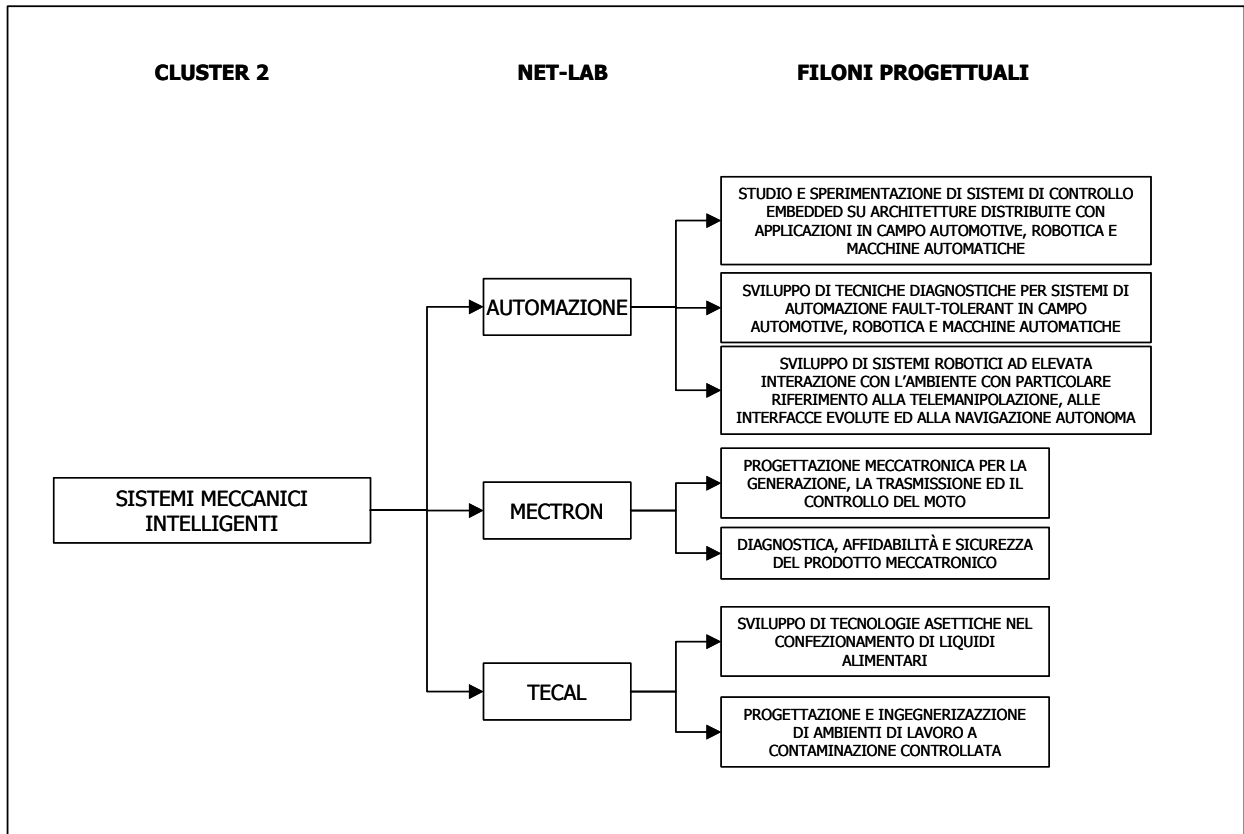 CLUSTER 2
NET-LAB
FILONI PROGETTUALI
STUDIO E SPERIMENTAZIONE DI SISTEMI DI CONTROLLO
EMBEDDED SU ARCHITETTURE DISTRIBUITE CON
APPLICAZIONI IN CAMPO AUTOMOTIVE, ROBOTICA E
MACCHINE AUTOMATICHE
AUTOMAZIONE
SVILUPPO DI TECNICHE DIAGNOSTICHE PER SISTEMI DI
AUTOMAZIONE FAULT-TOLERANT IN CAMPO
AUTOMOTIVE, ROBOTICA E MACCHINE AUTOMATICHE
SVILUPPO DI SISTEMI ROBOTICI AD ELEVATA
INTERAZIONE CON L'AMBIENTE CON PARTICOLARE
RIFERIMENTO ALLA TELEMANIPOLAZIONE, ALLE
INTERFACCE EVOLUTE ED ALLA NAVIGAZIONE AUTONOMA
SISTEMI MECCANICI
INTELLIGENTI
MECTRON
PROGETTAZIONE MECCATRONICA PER LA
GENERAZIONE, LA TRASMISSIONE ED IL
CONTROLLO DEL MOTO
DIAGNOSTICA, AFFIDABILITÀ E SICUREZZA
DEL PRODOTTO MECCATRONICO
TECAL
SVILUPPO DI TECNOLOGIE ASETTICHE NEL
CONFEZIONAMENTO DI LIQUIDI
ALIMENTARI
PROGETTAZIONE E INGEGNERIZAZZIONE
DI AMBIENTI DI LAVORO A
CONTAMINAZIONE CONTROLLATA